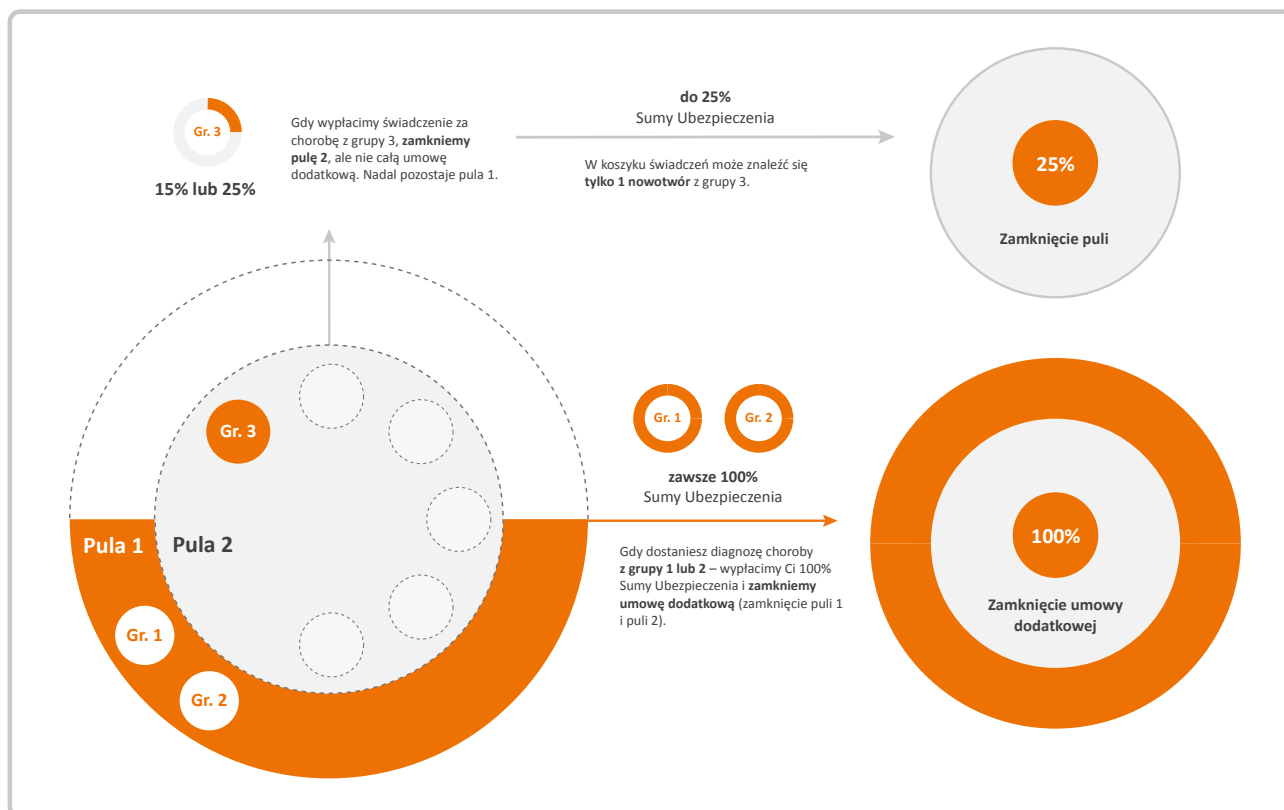 Gr. 3
15% lub 25%
Gdy wypłacimy świadczenie za
chorobę z grupy 3, zamkniemy
pulę 2, ale nie całą umowę
dodatkową. Nadal pozostaje pula 1.
do 25%
Sumy Ubezpieczenia
W koszyku świadczeń może znaleźć się
tylko 1 nowotwór z grupy 3.
25%
Zamknięcie puli
Gr. 3
Pula 1
Pula 2
Gr. 1
Gr. 2
Gr. 1
Gr. 2
zawsze 100%
Sumy Ubezpieczenia
Gdy dostaniesz diagnozę choroby
z grupy 1 lub 2 – wypłacimy Ci 100%
Sumy Ubezpieczenia i zamkniemy
umowę dodatkową (zamknięcie puli 1
i puli 2).
100%
Zamknięcie umowy
dodatkowej